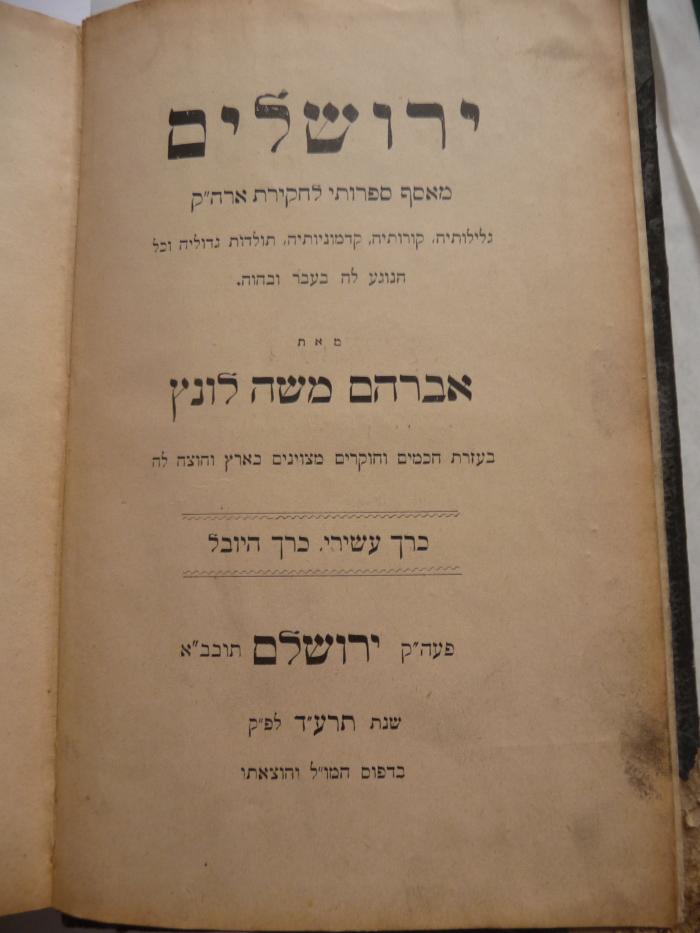 ירושלים
מאסף ספרותי לחקירת ארה״ק
גלילותיה, קורותיה, קדמוניותיה, תולדות גדוליה וכל
הנוגע לה בעבר ובהוה.
מאת
אברהם משה לונץ
בעזרת חכמים וחוקרים מצוינים בארץ וחוצה לה
כרך עשירי, כרך היובל
פעה״ק ירושלם תובב״א
שנת תרע״ד לפ״ק
בדפוס המו״ל והוצאתו